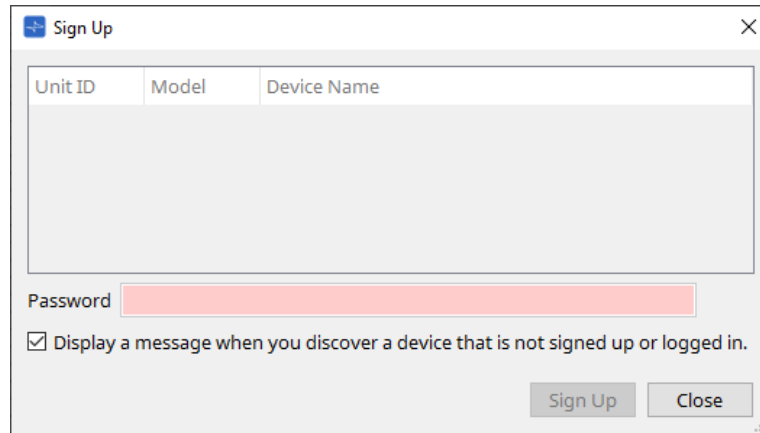 Sign Up
Unit ID Model Device Name
Password
Display a message when you discover a device that is not signed up or logged in.
Sign Up Close